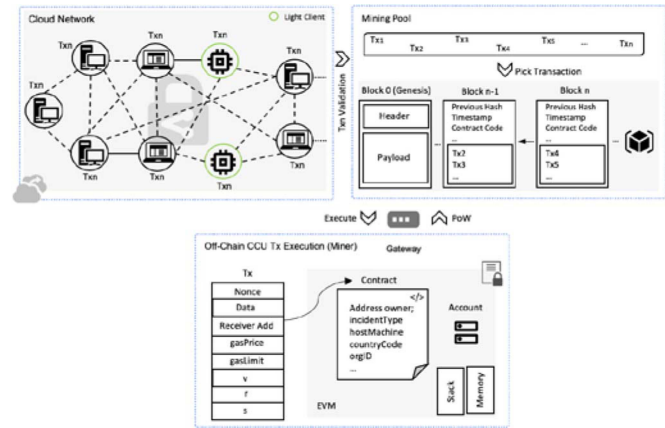 Cloud Network
Light Client
Txn
Txn
Txn
Txn
Txn
Txn
Txn
Txn
Txn
Txn Validation
Mining Pool
Tx1
Tx2
Tx3
Tx4
Tx5
...
Txn
Pick Transaction
Block 0 (Genesis)
Header
Payload
...
Block n-1
Previous Hash
Timestamp
Contract Code
...
Tx2
Tx3
Block n
Previous Hash
Timestamp
Contract Code
...
Tx4
Tx5
...
Execute
PoW
Off-Chain CCU Tx Execution (Miner)
Gateway
Tx
Nonce
Data
Receiver Add
gasPrice
gasLimit
v
r
s
Contract
</>
Address owner;
incidentType
hostMachine
countryCode
orgID
...
EVM
Account
Stack
Memory